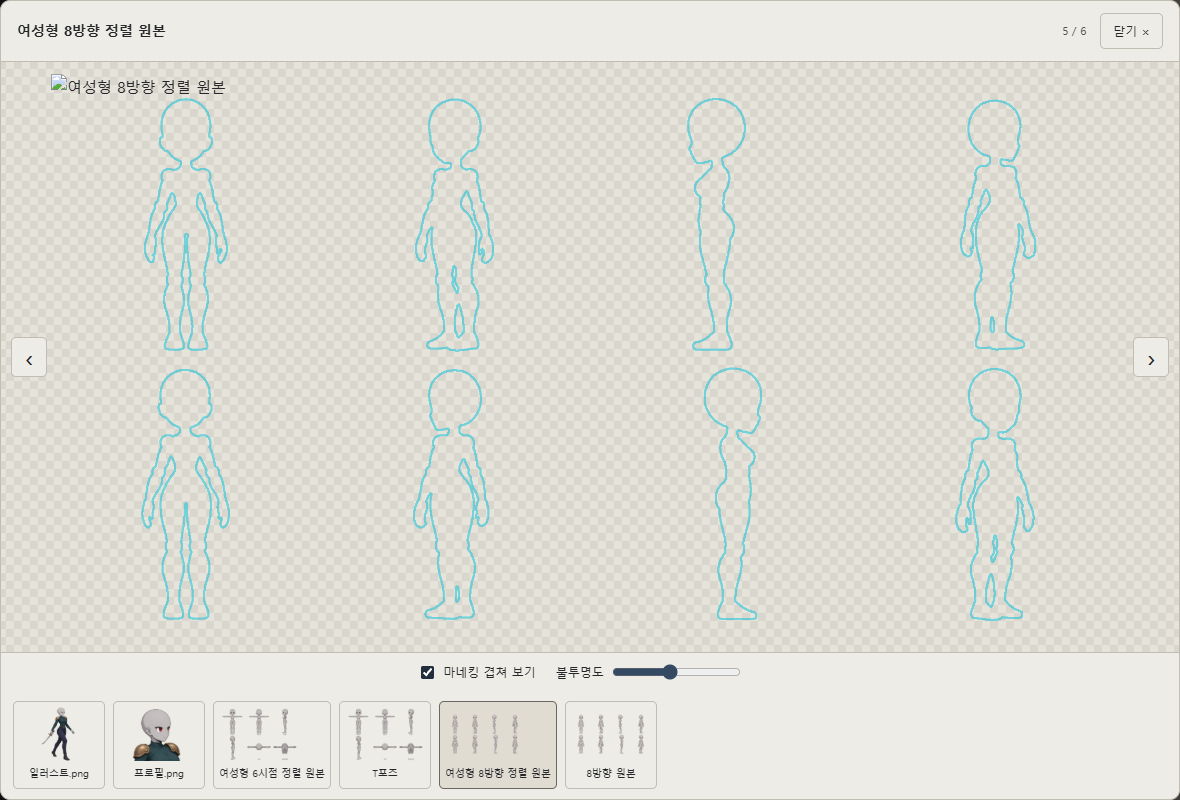 여성형 8방향 정렬 원본
5 / 6
닫기 ×
여성형 8방향 정렬 원본
‹
›
마네킹 겹쳐 보기
불투명도
일러스트.png
프로필.png
여성형 6시점 정렬 원본
T포즈
여성형 8방향 정렬 원본
8방향 원본